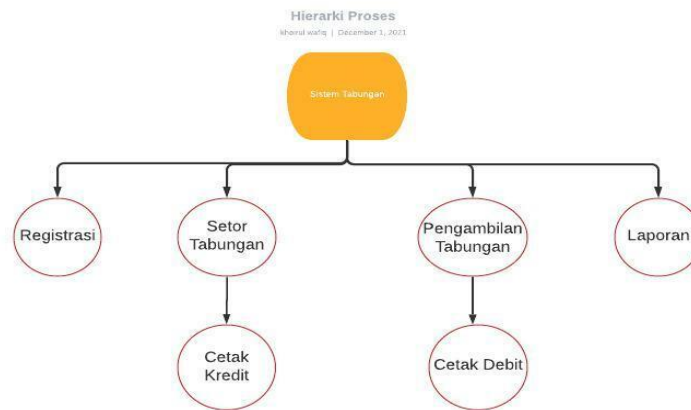 Hierarki Proses
khoirul wafiq | December 1, 2021
Sistem Tabungan
Registrasi
Setor
Tabungan
Pengambilan
Tabungan
Laporan
Cetak
Kredit
Cetak Debit